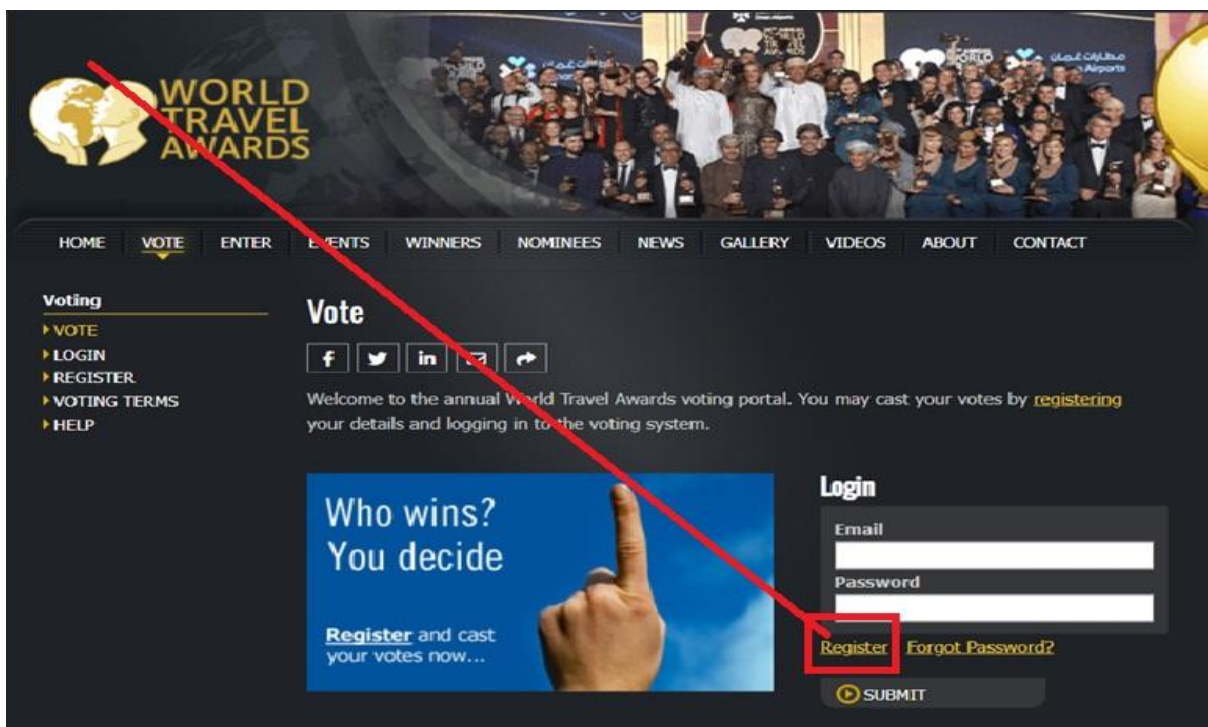 WORLD
TRAVEL
AWARDS
HOME VOTE ENTER EVENTS WINNERS NOMINEES NEWS GALLERY VIDEOS ABOUT CONTACT
Voting
VOTE
LOGIN
REGISTER
VOTING TERMS
HELP
Vote
Welcome to the annual World Travel Awards voting portal. You may cast your votes by registering
your details and logging in to the voting system.
Who wins?
You decide
Register and cast
your votes now...
Login
Email
Password
Register Forgot Password?
SUBMIT